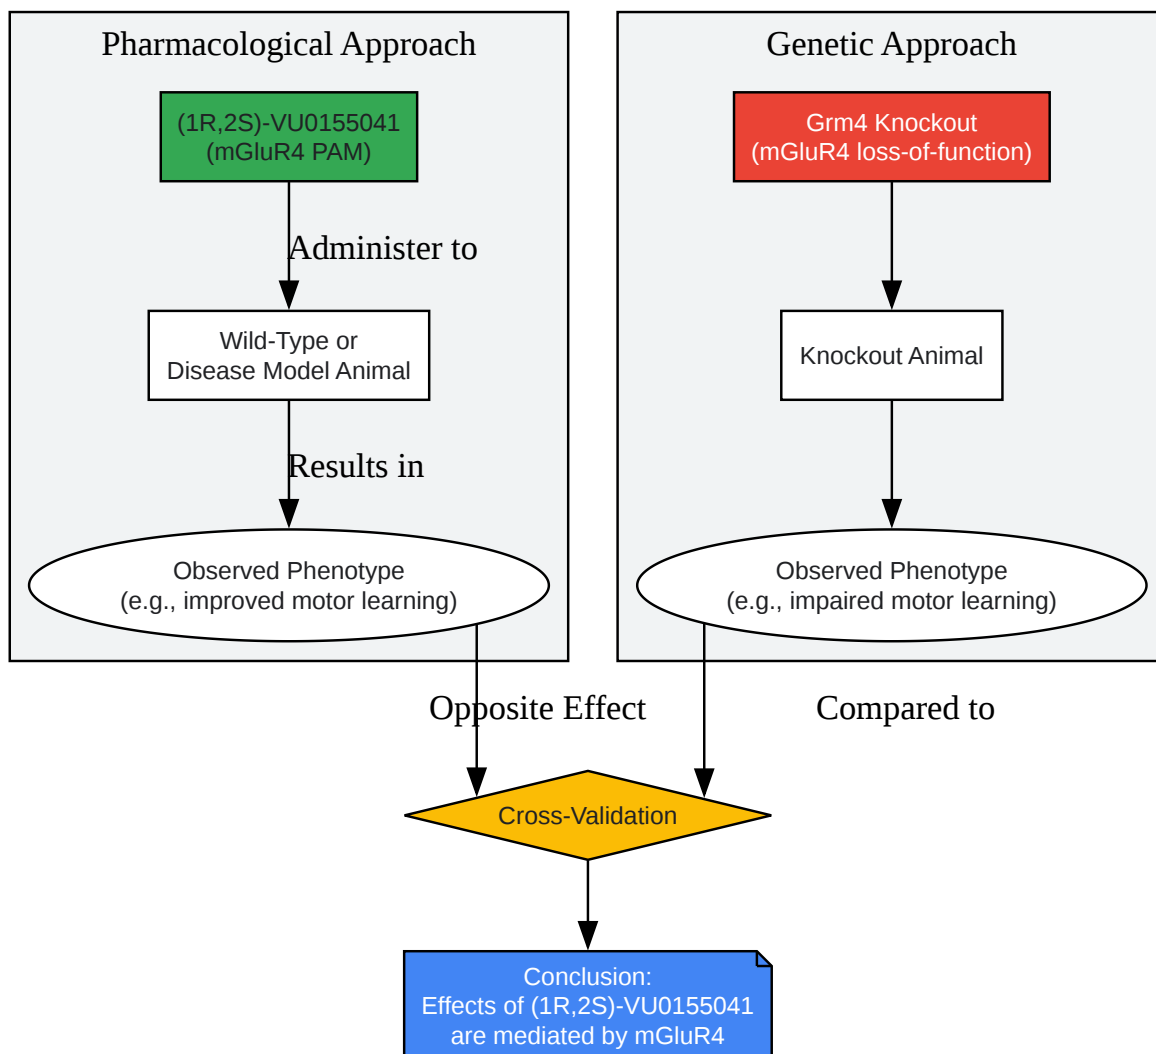 Pharmacological Approach
(1R,2S)-VU0155041
(mGluR4 PAM)
Administer to
Wild-Type or
Disease Model Animal
Results in
Observed Phenotype
(e.g., improved motor learning)
Genetic Approach
Grm4 Knockout
(mGluR4 loss-of-function)
Knockout Animal
Observed Phenotype
(e.g., impaired motor learning)
Opposite Effect
Compared to
Cross-Validation
Conclusion:
Effects of (1R,2S)-VU0155041
are mediated by mGluR4